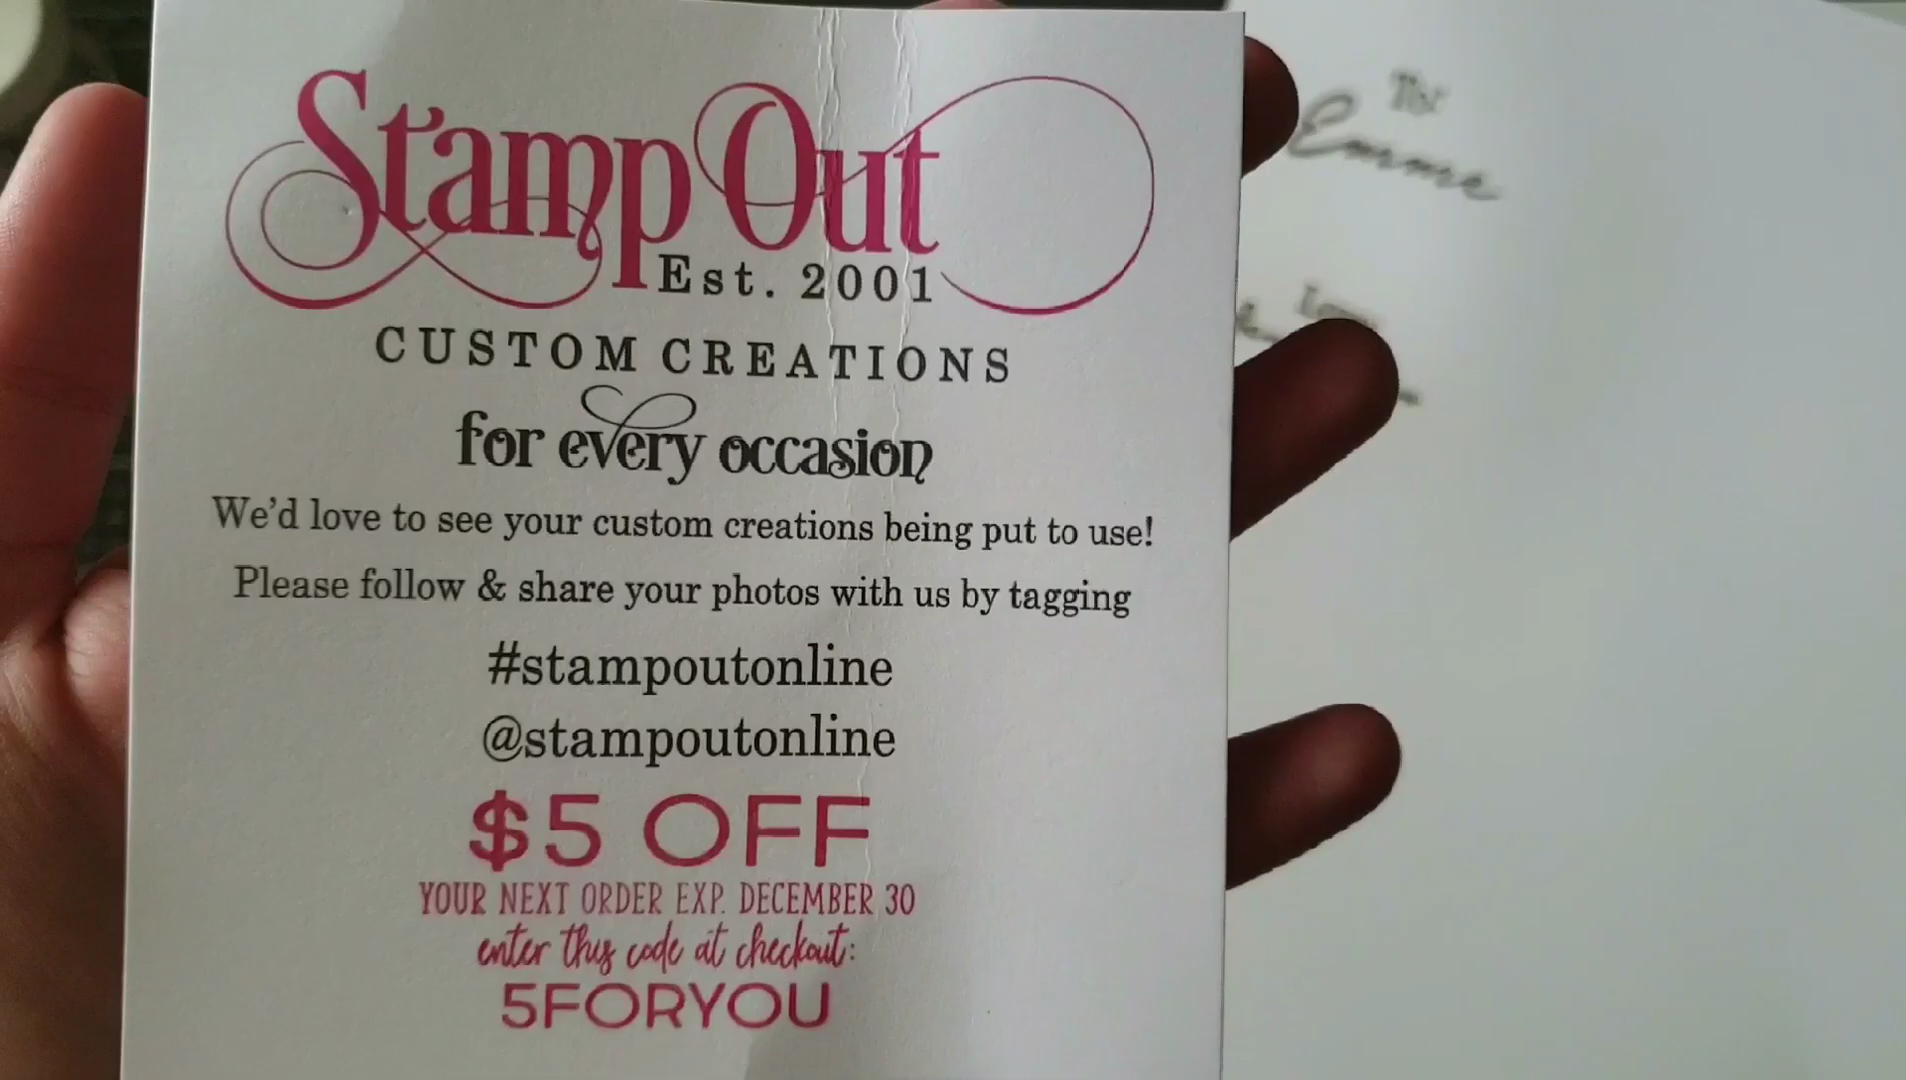 Stamp Out
Est. 2001
CUSTOM CREATIONS
for every occasion
We'd love to see your custom creations being put to use!
Please follow & share your photos with us by tagging
#stampoutonline
@stampoutonline
$5 OFF
YOUR NEXT ORDER EXP. DECEMBER 30
enter this code at checkout:
5FORYOU
The